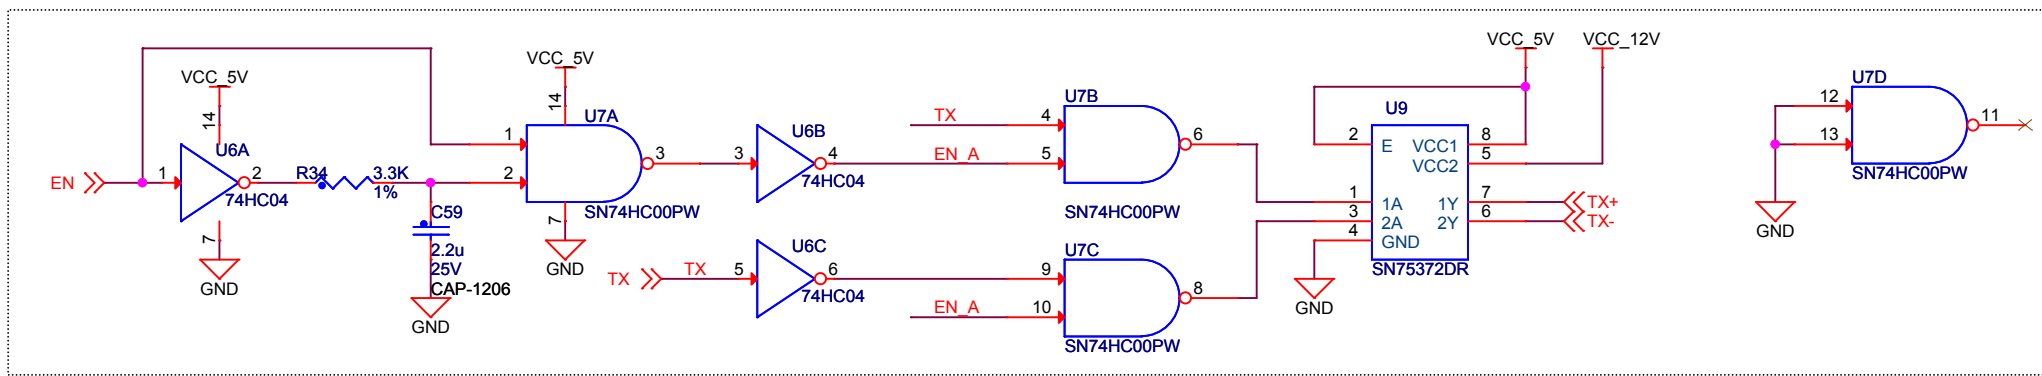 EN
VCC_5V
14
U6A
1
2
74HC04
7
GND
R34
3.3K
1%
C59
2.2u
25V
CAP-1206
GND
VCC_5V
14
U7A
1
2
3
SN74HC00PW
7
GND
U6B
3
4
74HC04
TX
TX
5
U6C
6
74HC04
TX
4
EN_A
5
U7B
6
SN74HC00PW
9
EN_A
10
U7C
8
SN74HC00PW
VCC_5V
VCC_12V
U9
2
E
VCC1
8
VCC2
5
1
1A
1Y
7
TX+
3
2A
2Y
6
TX-
4
GND
SN75372DR
GND
U7D
12
13
11
SN74HC00PW
GND